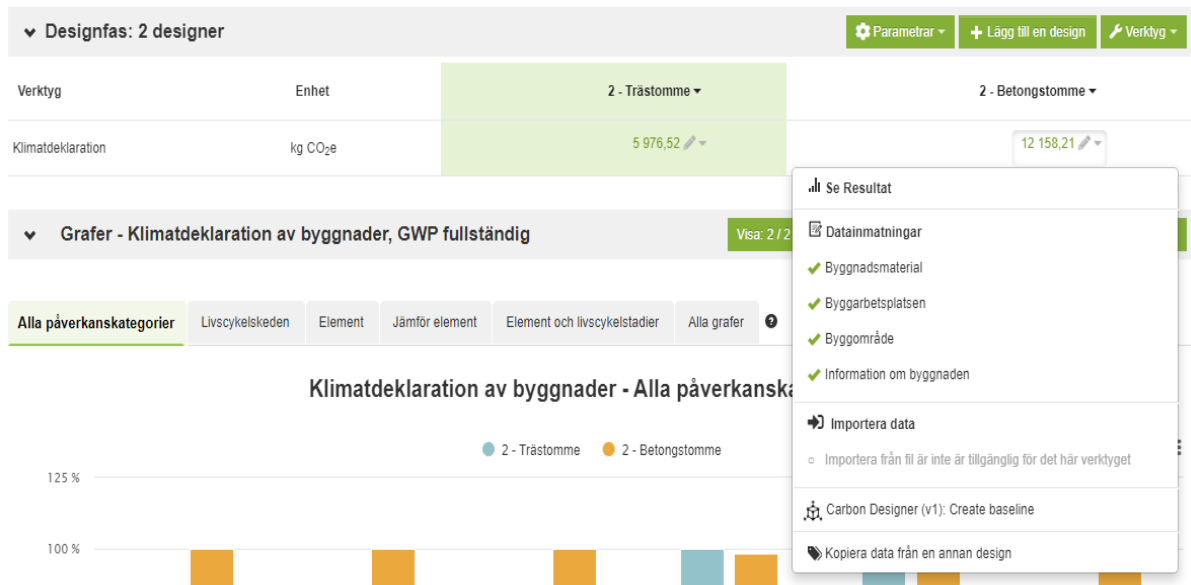 Designfas: 2 designer
Parametrar
Lägg till en design
Verktyg
Verktyg
Enhet
2 - Trästomme
2 - Betongstomme
Klimatdeklaration
kg CO₂e
5 976,52
12 158,21
Se Resultat
Datainmatningar
Byggnadsmaterial
Byggarbetsplatsen
Byggområde
Information om byggnaden
Importera data
Importera från fil är inte är tillgänglig för det här verktyget
Carbon Designer (v1): Create baseline
Kopiera data från en annan design
Grafer - Klimatdeklaration av byggnader, GWP fullständig
Visa: 2 / 2
Alla påverkanskategorier
Livscykelskeden
Element
Jämför element
Element och livscykelstadier
Alla grafer
?
Klimatdeklaration av byggnader - Alla påverkanska
2 - Trästomme
2 - Betongstomme
125 %
100 %